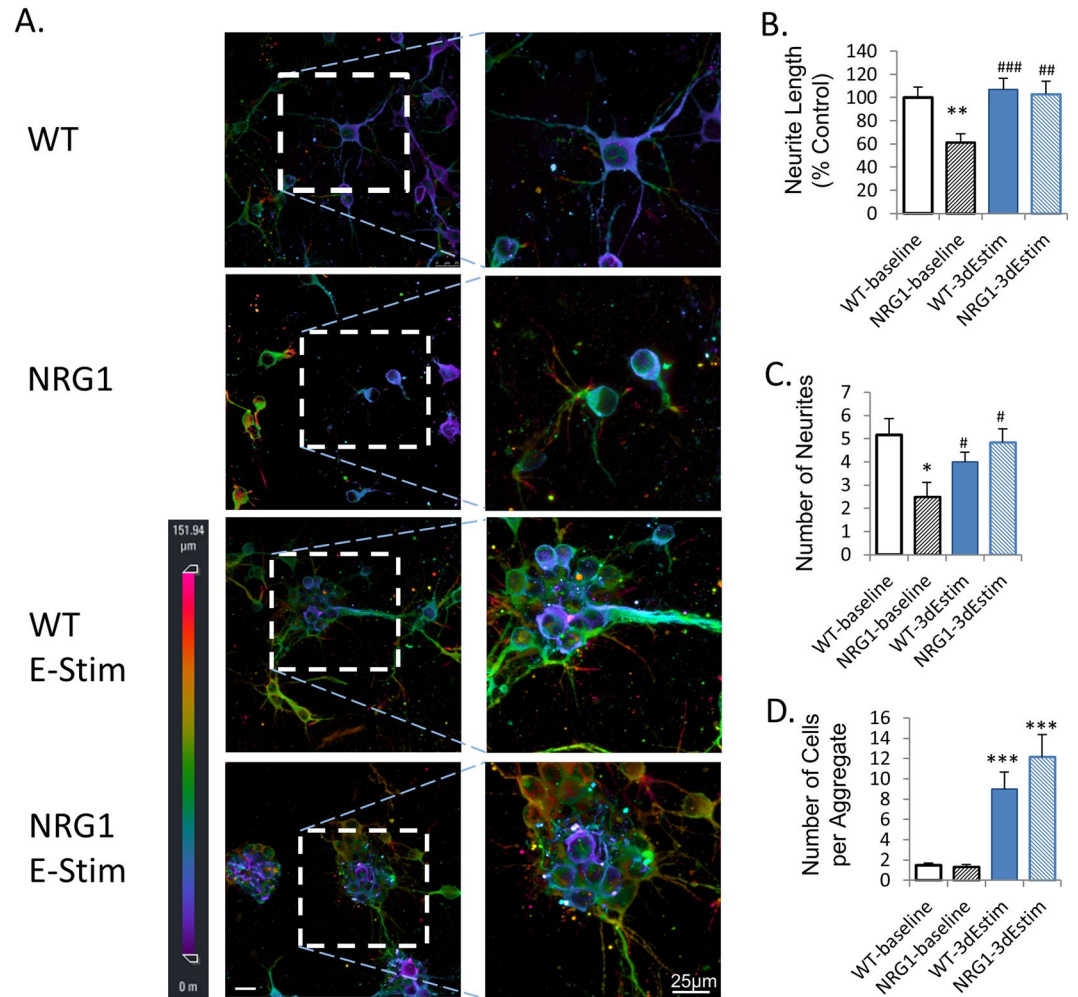 A.
WT
NRG1
WT
E-Stim
NRG1
E-Stim
151.94
µm
0 m
25µm
B.
Neurite Length
(% Control)
140
120
100
80
60
40
20
0
**
###
##
WT-baseline
NRG1-baseline
WT-3dEstim
NRG1-3dEstim
C.
Number of Neurites
7
6
5
4
3
2
1
0
*
#
#
WT-baseline
NRG1-baseline
WT-3dEstim
NRG1-3dEstim
D.
Number of Cells
per Aggregate
16
14
12
10
8
6
4
2
0
***
***
WT-baseline
NRG1-baseline
WT-3dEstim
NRG1-3dEstim